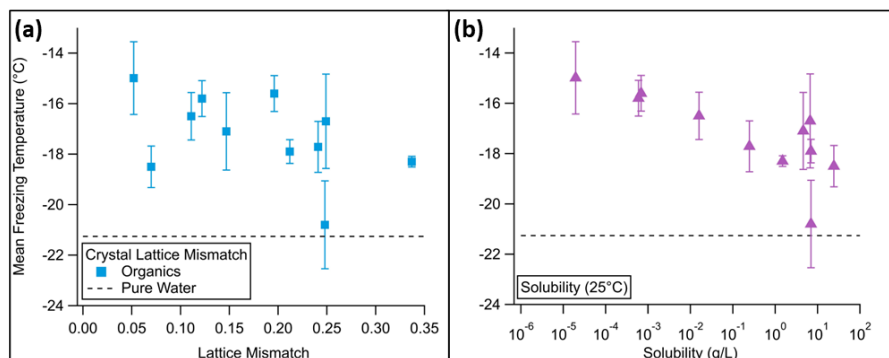 (a)
Mean Freezing Temperature (°C)
-14
-16
-18
-20
-22
-24
Crystal Lattice Mismatch
Organics
Pure Water
0.00 0.05 0.10 0.15 0.20 0.25 0.30 0.35
Lattice Mismatch
(b)
-14
-16
-18
-20
-22
-24
Solubility (25°C)
10⁻⁶ 10⁻⁵ 10⁻⁴ 10⁻³ 10⁻² 10⁻¹ 10⁰ 10¹ 10²
Solubility (g/L)